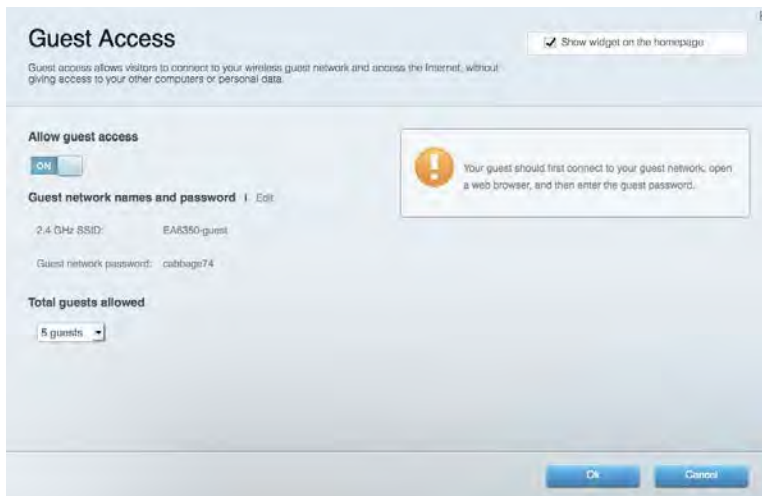 Guest Access
Show widget on the homepage
Guest access allows visitors to connect to your wireless guest network and access the Internet, without
giving access to your other computers or personal data.
Allow guest access
ON
Your guest should first connect to your guest network, open
a web browser, and then enter the guest password.
Guest network names and password | Edit
2.4 GHz SSID: EA6350-guest
Guest network password: cabbage74
Total guests allowed
5 guests
Ok Cancel